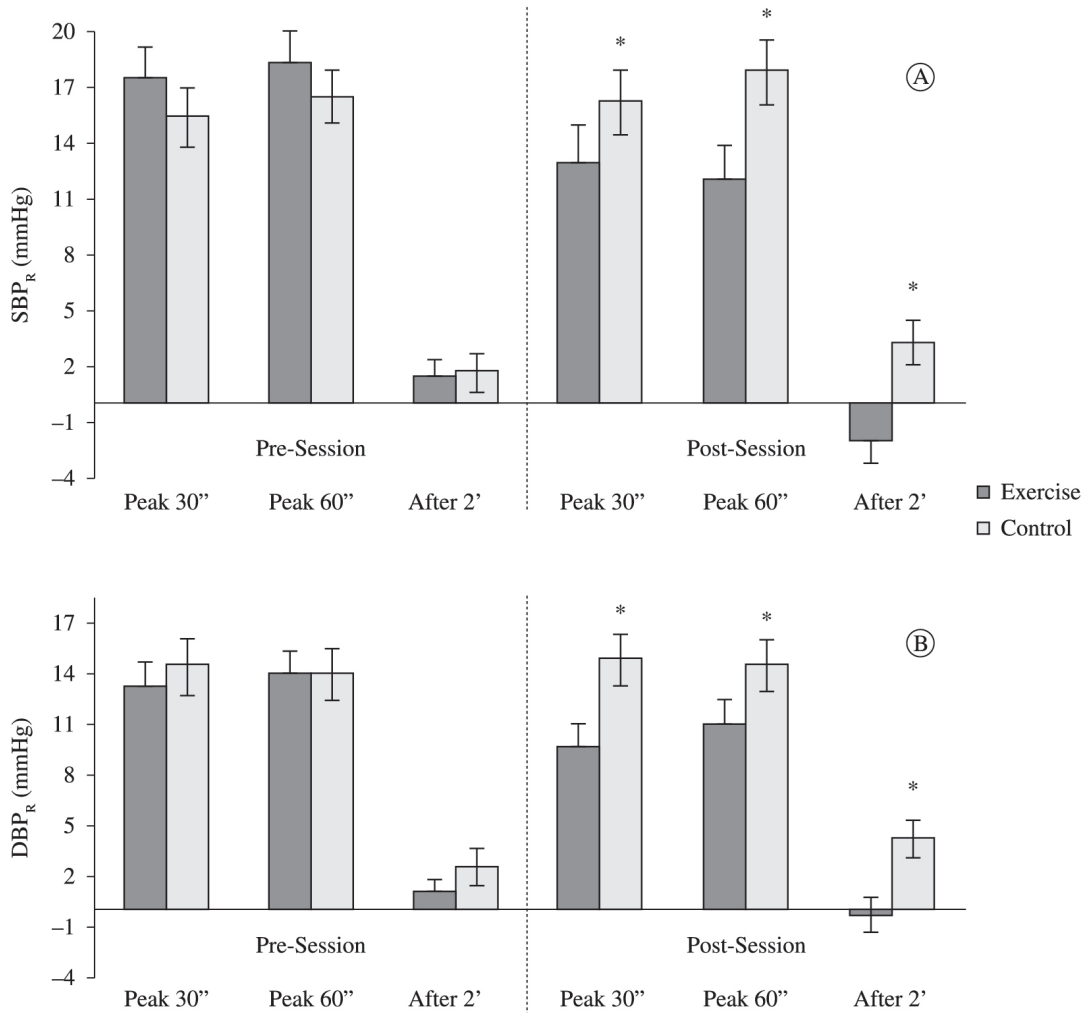 *
*
20
17
14
11
8
5
2
–1
–4
SBPR (mmHg)
A
*
Pre-Session
Post-Session
Peak 30”
Peak 60”
After 2’
Peak 30”
Peak 60”
After 2’
Exercise
Control
*
*
17
14
11
8
5
2
–1
–4
DBPR (mmHg)
B
*
Pre-Session
Post-Session
Peak 30”
Peak 60”
After 2’
Peak 30”
Peak 60”
After 2’